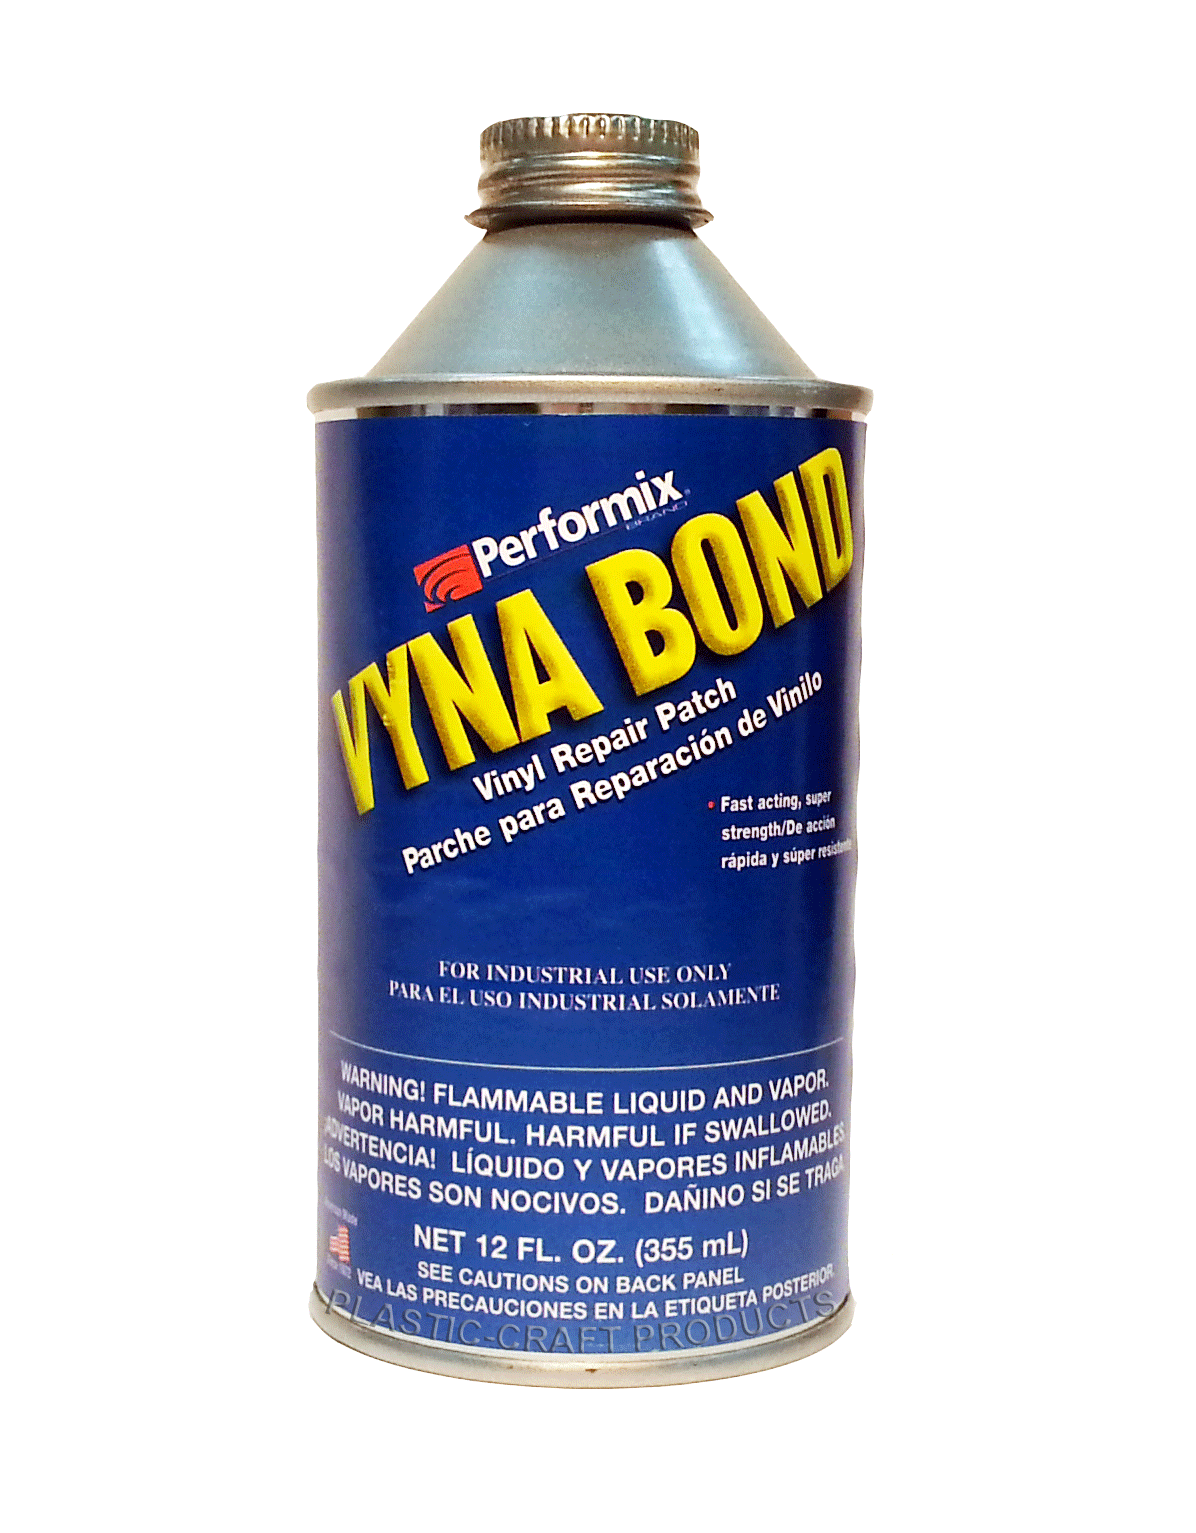 Performix®
BRAND
VYNA BOND
Vinyl Repair Patch
Parche para Reparación de Vinilo
• Fast acting, super
strength/De acción
rápida y súper resistente
FOR INDUSTRIAL USE ONLY
PARA EL USO INDUSTRIAL SOLAMENTE
WARNING! FLAMMABLE LIQUID AND VAPOR.
VAPOR HARMFUL. HARMFUL IF SWALLOWED.
¡ADVERTENCIA! LÍQUIDO Y VAPORES INFLAMABLES.
LOS VAPORES SON NOCIVOS. DAÑINO SI SE TRAGA.
NET 12 FL. OZ. (355 mL)
SEE CAUTIONS ON BACK PANEL
VEA LAS PRECAUCIONES EN LA ETIQUETA POSTERIOR.
PLASTIC-CRAFT PRODUCTS